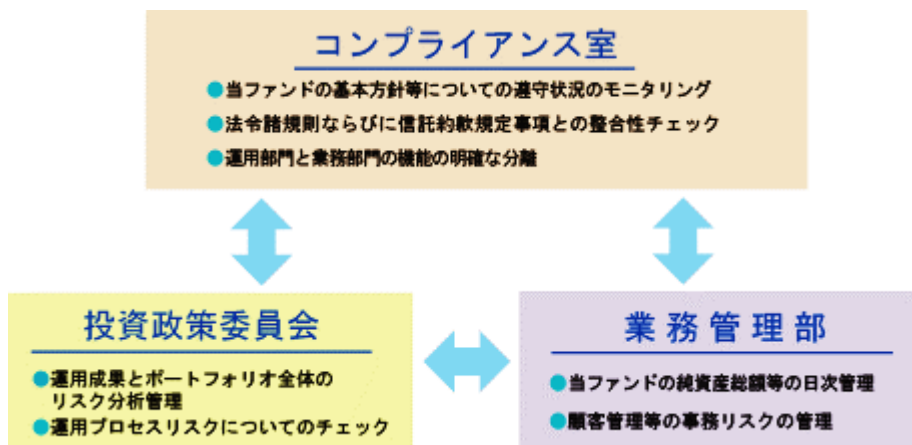 コンプライアンス室
●当ファンドの基本方針等についての遵守状況のモニタリング
●法令諸規則ならびに信託約款規定事項との整合性チェック
●運用部門と業務部門の機能の明確な分離
投資政策委員会
●運用成果とポートフォリオ全体の
リスク分析管理
●運用プロセスリスクについてのチェック
業務管理部
●当ファンドの純資産総額等の日次管理
●顧客管理等の事務リスクの管理